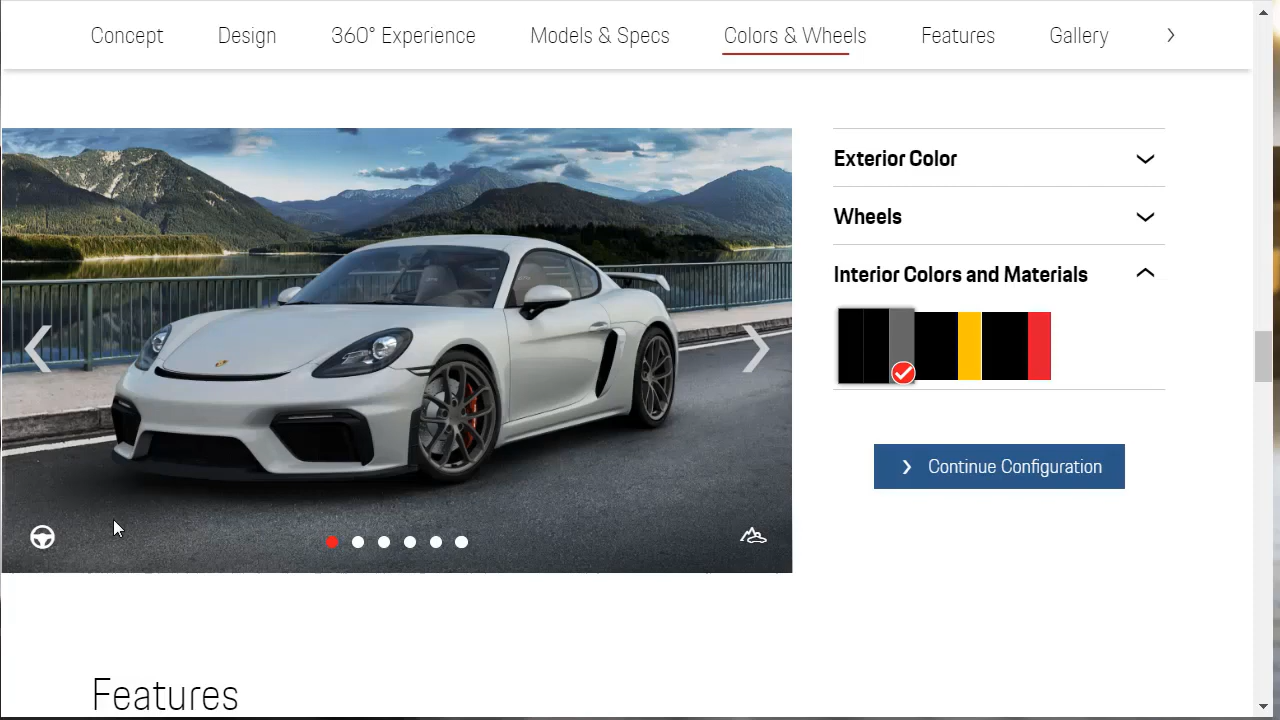 Concept Design 360° Experience Models & Specs Colors & Wheels Features Gallery
Exterior Color
Wheels
Interior Colors and Materials
Continue Configuration
Features